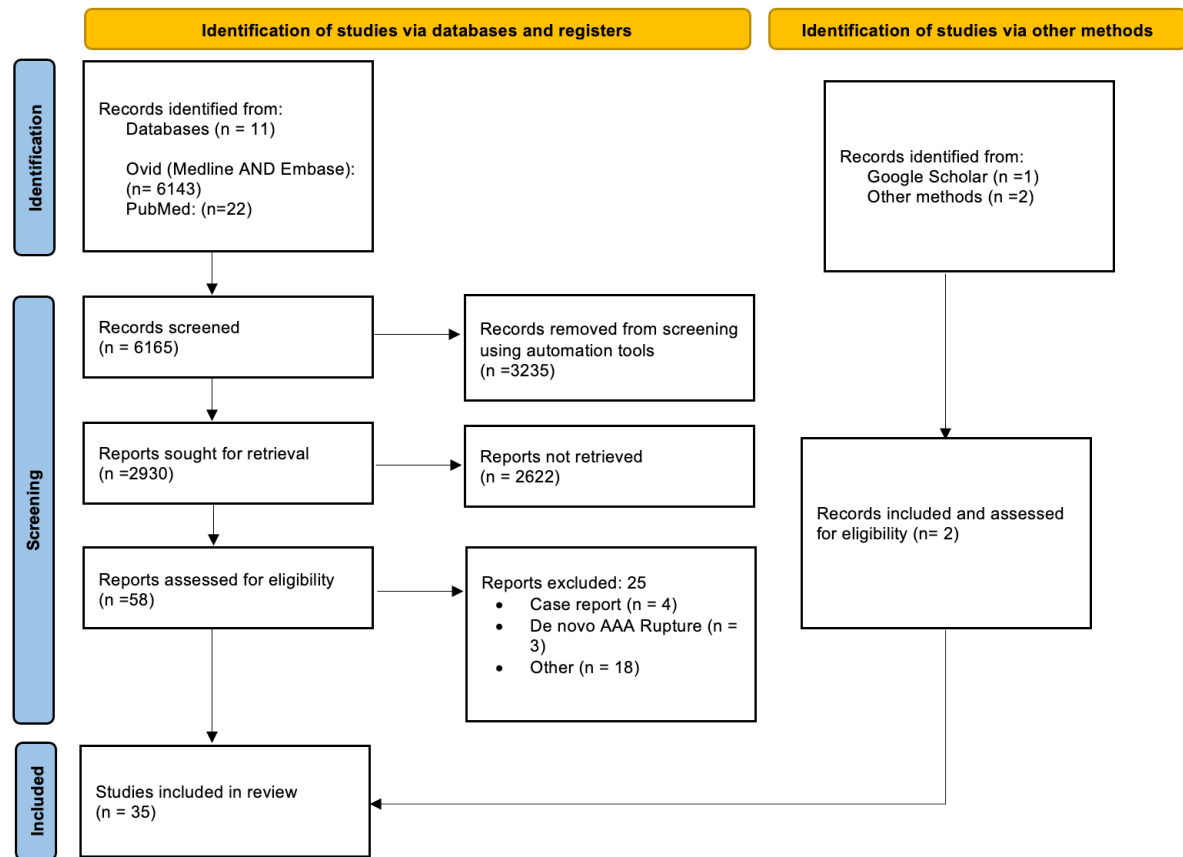 Identification of studies via databases and registers
Identification of studies via other methods
Identification
Records identified from:
Databases (n = 11)
Ovid (Medline AND Embase):
(n= 6143)
PubMed: (n=22)
Records identified from:
Google Scholar (n =1)
Other methods (n =2)
Screening
Records screened
(n = 6165)
Records removed from screening
using automation tools
(n =3235)
Reports sought for retrieval
(n =2930)
Reports not retrieved
(n = 2622)
Records included and assessed
for eligibility (n= 2)
Reports assessed for eligibility
(n =58)
Reports excluded: 25
• Case report (n = 4)
• De novo AAA Rupture (n =
3)
• Other (n = 18)
Included
Studies included in review
(n = 35)